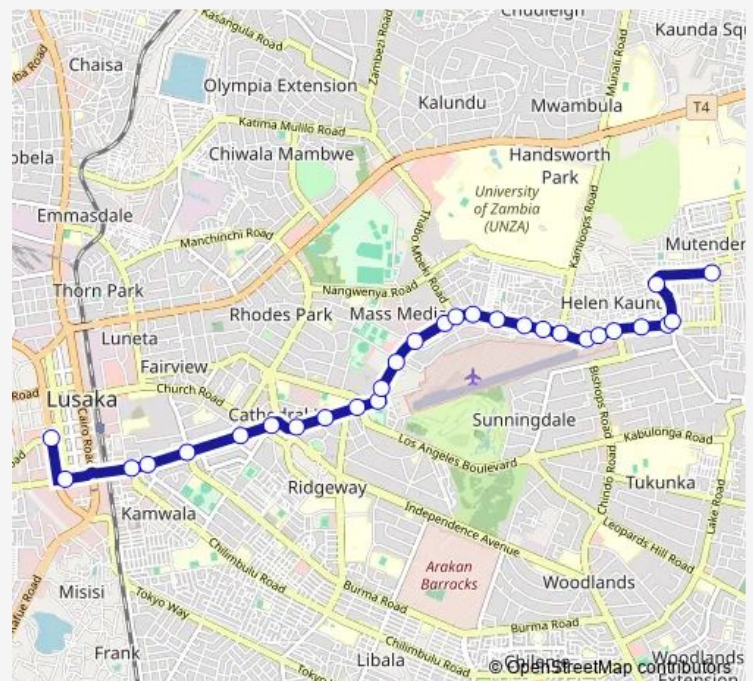 Chudleigh
Kaunda Squ
Kasangula Road
Zambezi Road
Munali Road
Chaisa
Olympia Extension
Kalundu
Mwambula
T4
Katima Mulilo Road
Chiwala Mambwe
Handsworth
Park
University
of Zambia
(UNZA)
Emmasdale
Manchinchi Road
Thabo Mbeki Road
Kamloops Road
Mutender
Thorn Park
Nangwenya Road
Rhodes Park
Mass Medi
Helen Kaund
Luneta
Fairview
Church Road
Road
Lusaka
Cairo Road
Cathedral
Sunningdale
Bishops Road
Los Angeles Boulevard
Kabulonga Road
Ridgeway
Chindo Road
Tukunka
Lake Road
Kamwala
Independence Avenue
Leopards Hill Road
Chilimbulu Road
Arakan
Barracks
Woodlands
Misisi
Burma Road
Tokyo Way
Burma Road
Frank
Libala
Chilimbulu Road
Woodlands
Extension
© OpenStreetMap contributors